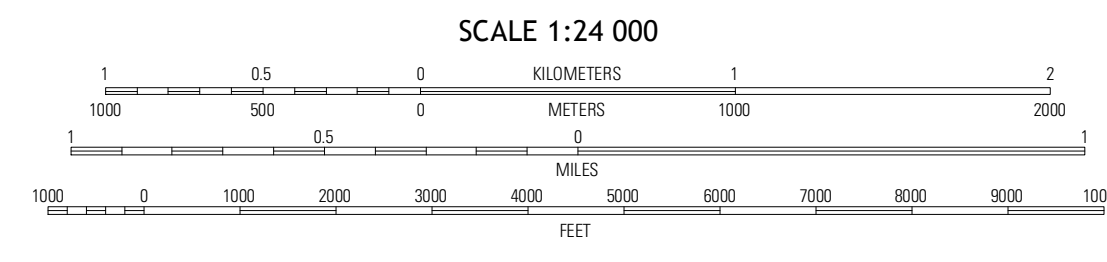 SCALE 1:24 000
1 0.5 0 KILOMETERS 1 2
1000 500 0 METERS 1000 2000
1 0.5 0 1
MILES
1000 0 1000 2000 3000 4000 5000 6000 7000 8000 9000 100
FEET